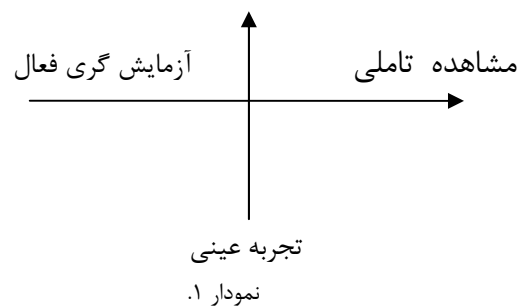 مشاهده تاملی
آزمایش گری فعال
تجربه عینی
نمودار ۱.